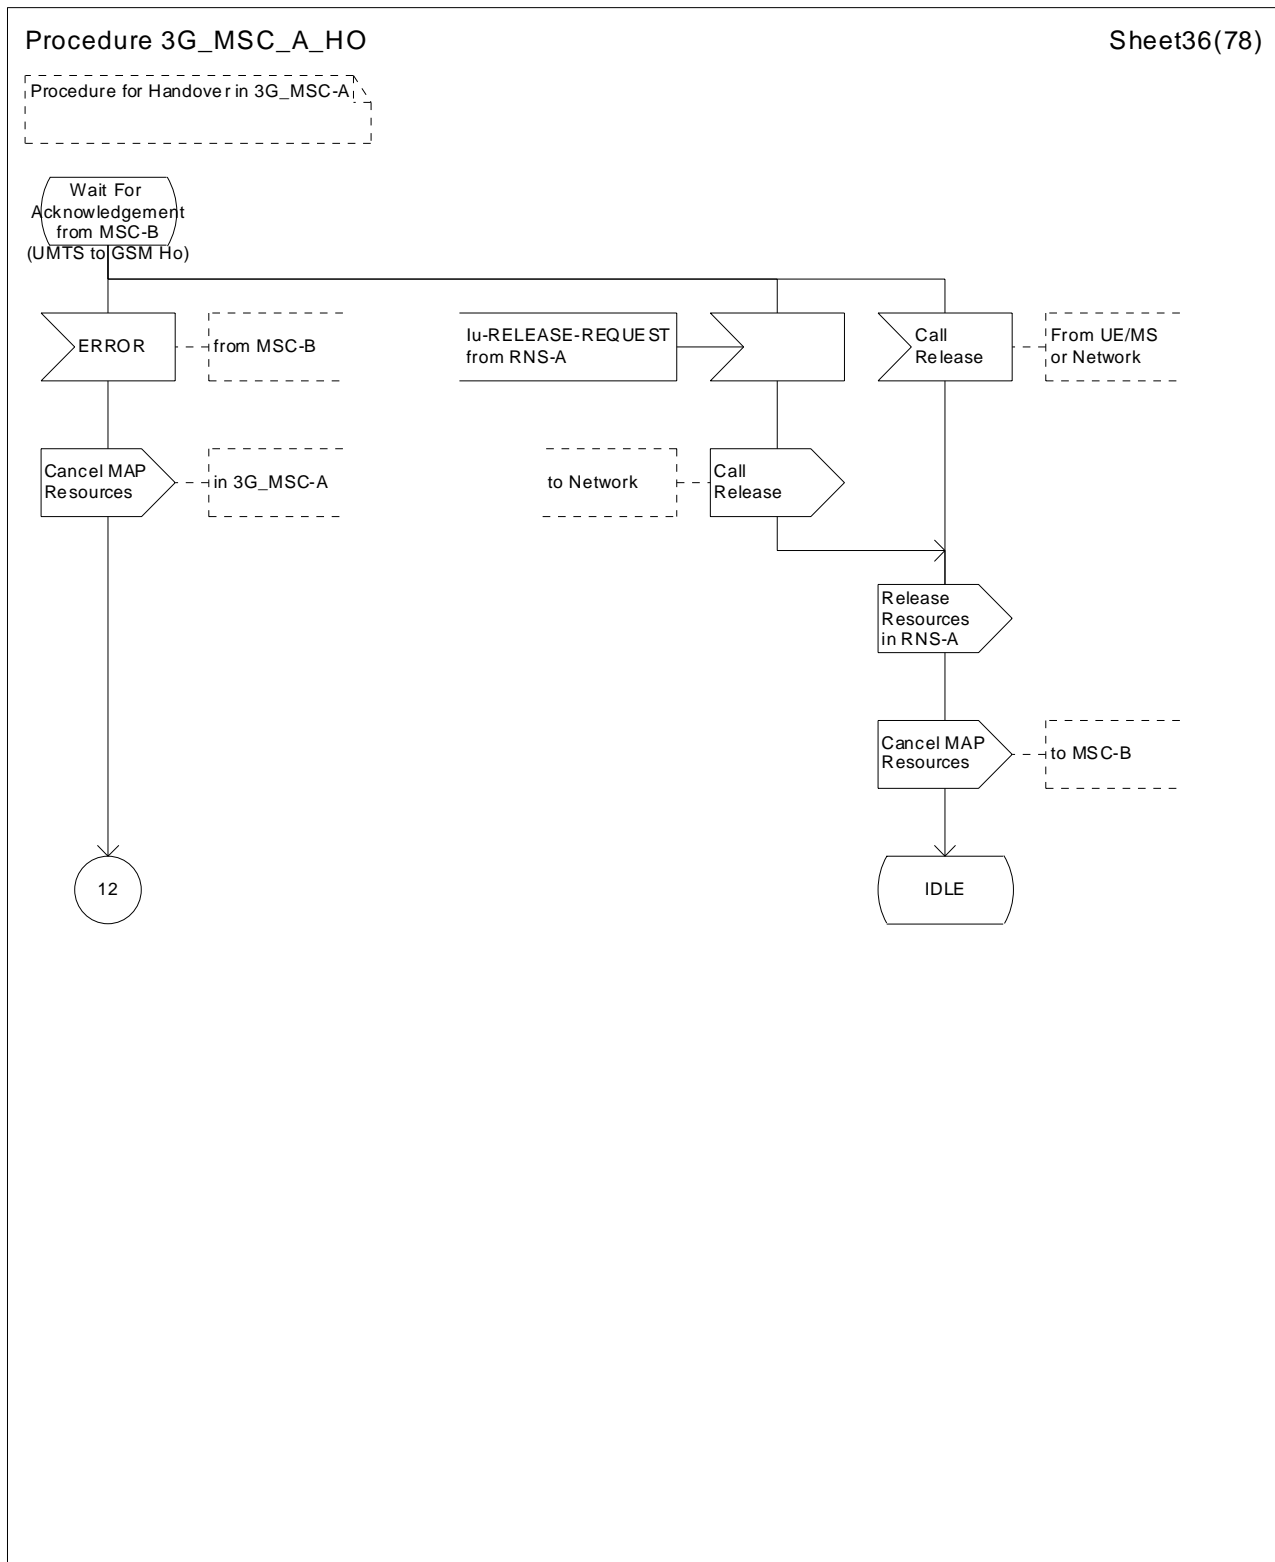 Procedure 3G_MSC_A_HO
Sheet36(78)
Procedure for Handover in 3G_MSC-A
Wait For
Acknowledgement
from MSC-B
(UMTS to GSM Ho)
ERROR
from MSC-B
Iu-RELEASE-REQUEST
from RNS-A
Call
Release
From UE/MS
or Network
Cancel MAP
Resources
in 3G_MSC-A
to Network
Call
Release
Release
Resources
in RNS-A
Cancel MAP
Resources
to MSC-B
12
IDLE